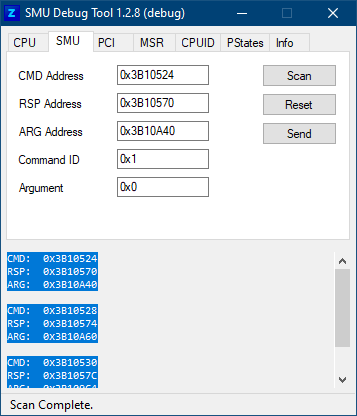 SMU Debug Tool 1.2.8 (debug)
CPU SMU PCI MSR CPUID PStates Info
CMD Address 0x3B10524 Scan
RSP Address 0x3B10570 Reset
ARG Address 0x3B10A40 Send
Command ID 0x1
Argument 0x0
CMD: 0x3B10524
RSP: 0x3B10570
ARG: 0x3B10A40
CMD: 0x3B10528
RSP: 0x3B10574
ARG: 0x3B10A60
CMD: 0x3B10530
RSP: 0x3B1057C
Scan Complete.